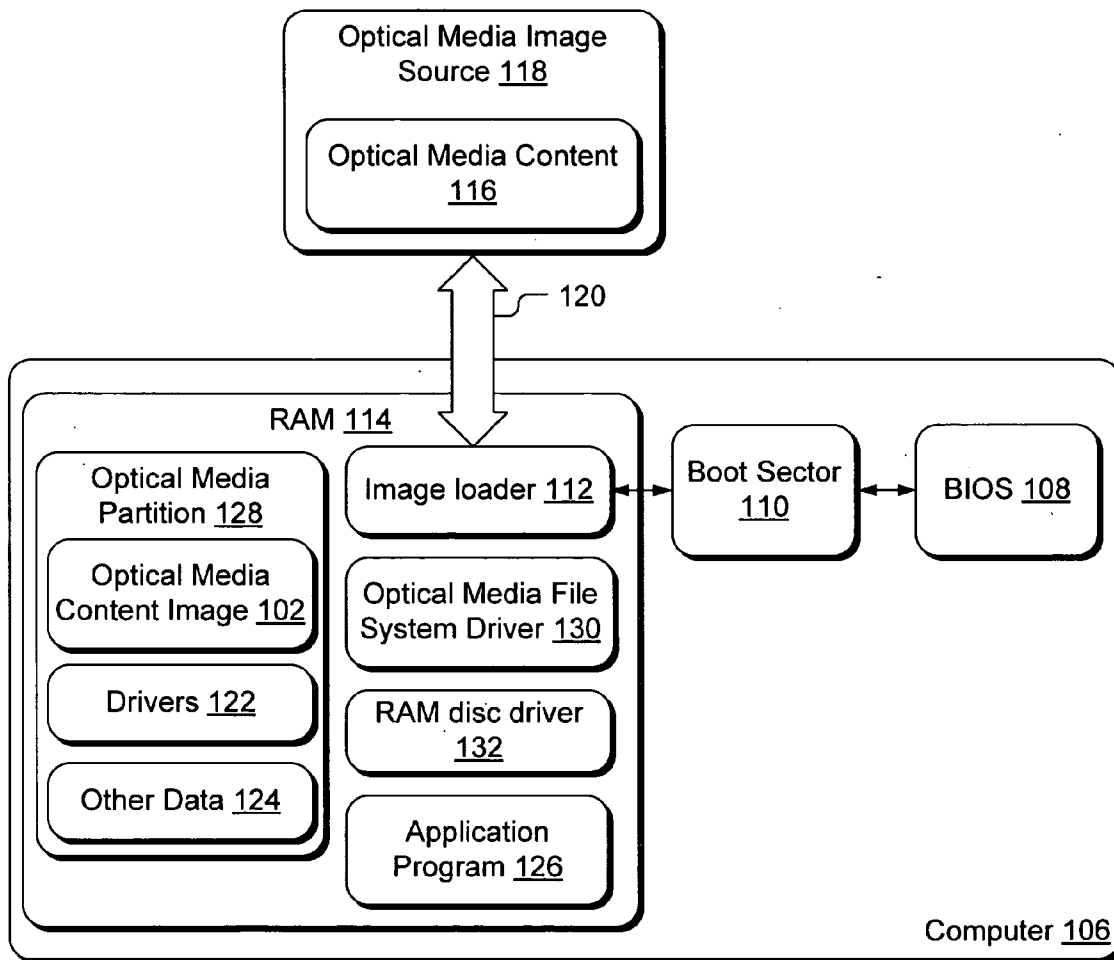 Optical Media Image
Source 118
Optical Media Content
116
120
RAM 114
Optical Media
Partition 128
Optical Media
Content Image 102
Drivers 122
Other Data 124
Image loader 112
Optical Media File
System Driver 130
RAM disc driver
132
Application
Program 126
Boot Sector
110
BIOS 108
Computer 106